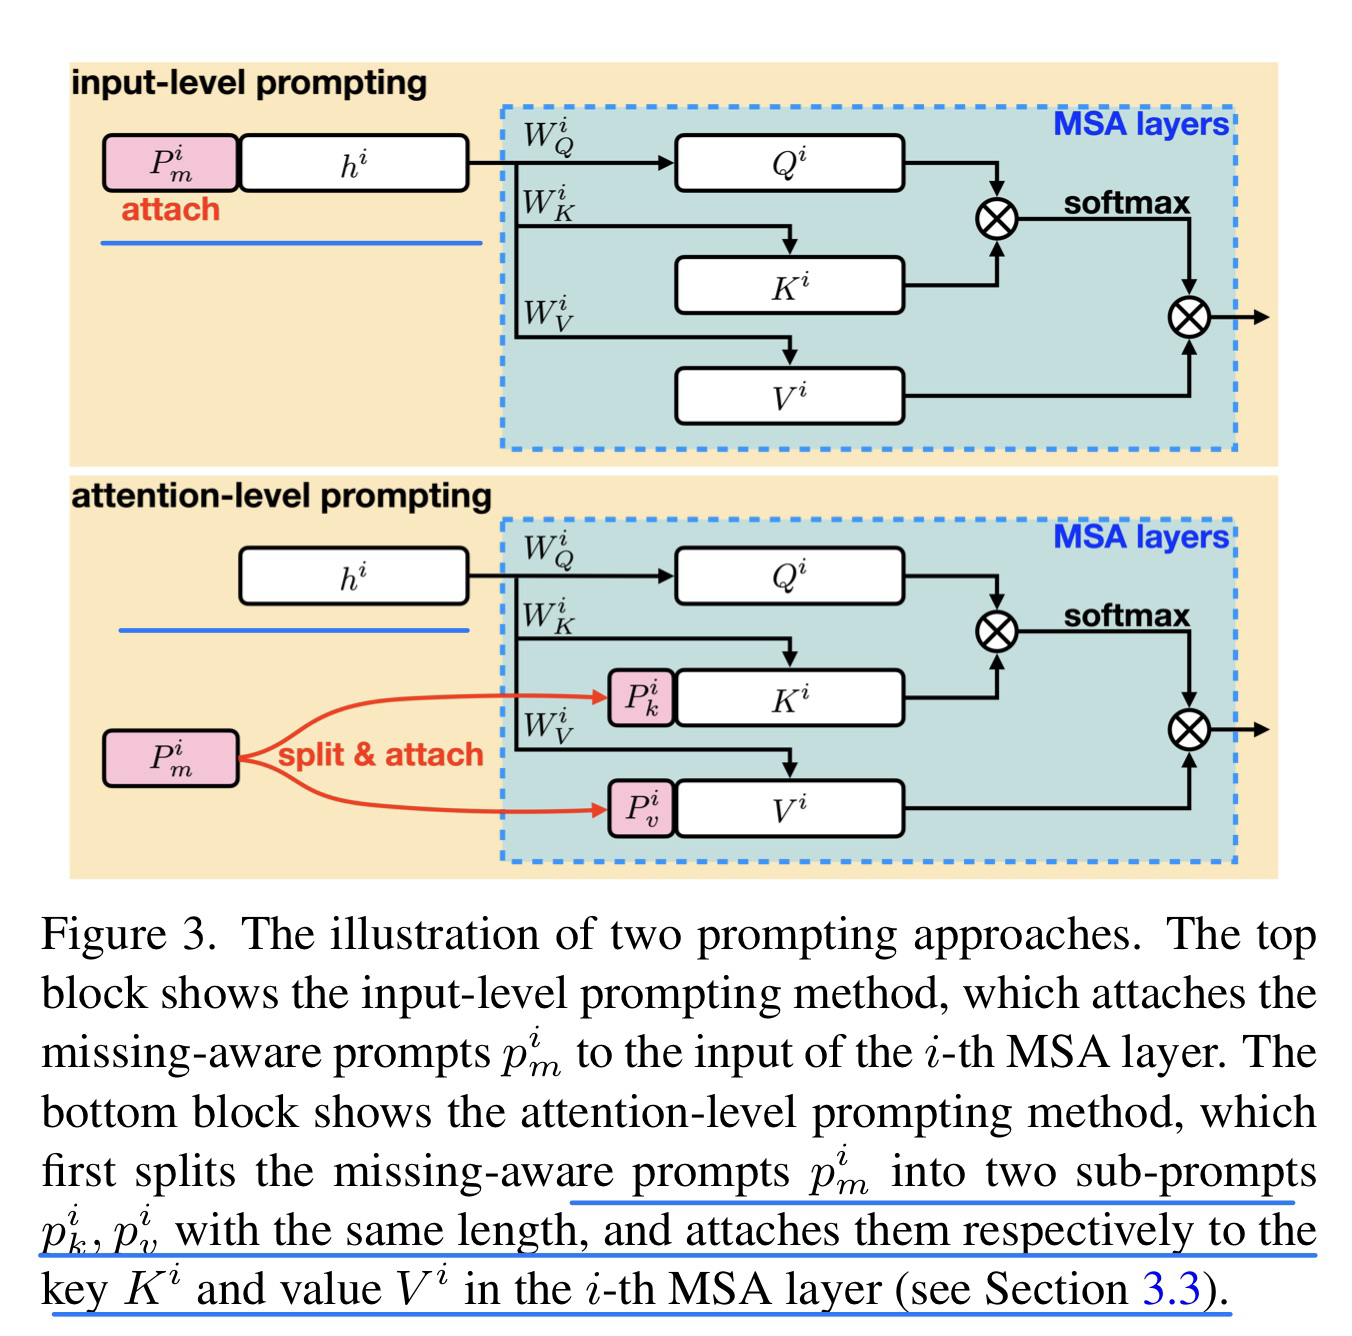 input-level prompting
MSA layers
P_m^i h^i
attach
W_Q^i
Q^i
W_K^i
softmax
K^i
W_V^i
V^i
attention-level prompting
MSA layers
h^i
W_Q^i
Q^i
W_K^i
softmax
P_k^i K^i
W_V^i
P_m^i
split & attach
P_v^i V^i
Figure 3. The illustration of two prompting approaches. The top
block shows the input-level prompting method, which attaches the
missing-aware prompts p_m^i to the input of the i-th MSA layer. The
bottom block shows the attention-level prompting method, which
first splits the missing-aware prompts p_m^i into two sub-prompts
p_k^i, p_v^i with the same length, and attaches them respectively to the
key K^i and value V^i in the i-th MSA layer (see Section 3.3).